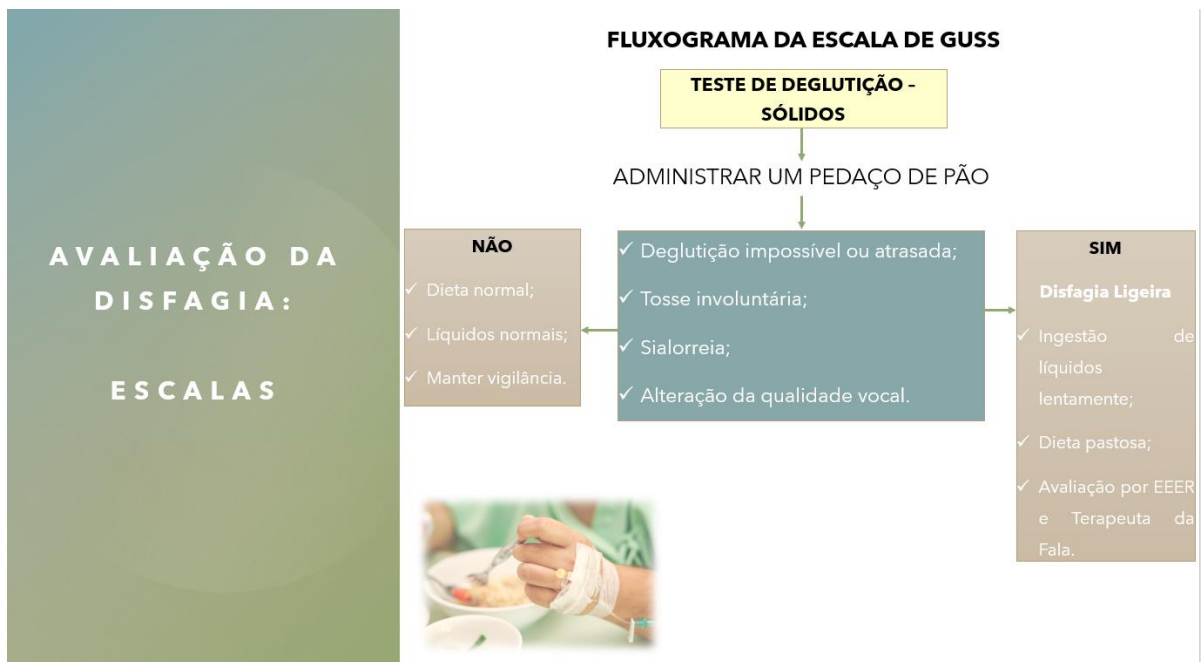 AVALIAÇÃO DA
DISFAGIA:
ESCALAS
FLUXOGRAMA DA ESCALA DE GUSS
TESTE DE DEGLUTIÇÃO –
SÓLIDOS
ADMINISTRAR UM PEDAÇO DE PÃO
NÃO
✓ Dieta normal;
✓ Líquidos normais;
✓ Manter vigilância.
✓ Deglutição impossível ou atrasada;
✓ Tosse involuntária;
✓ Sialorreia;
✓ Alteração da qualidade vocal.
SIM
Disfagia Ligeira
✓ Ingestão de
líquidos
lentamente;
✓ Dieta pastosa;
✓ Avaliação por EEER
e Terapeuta da
Fala.